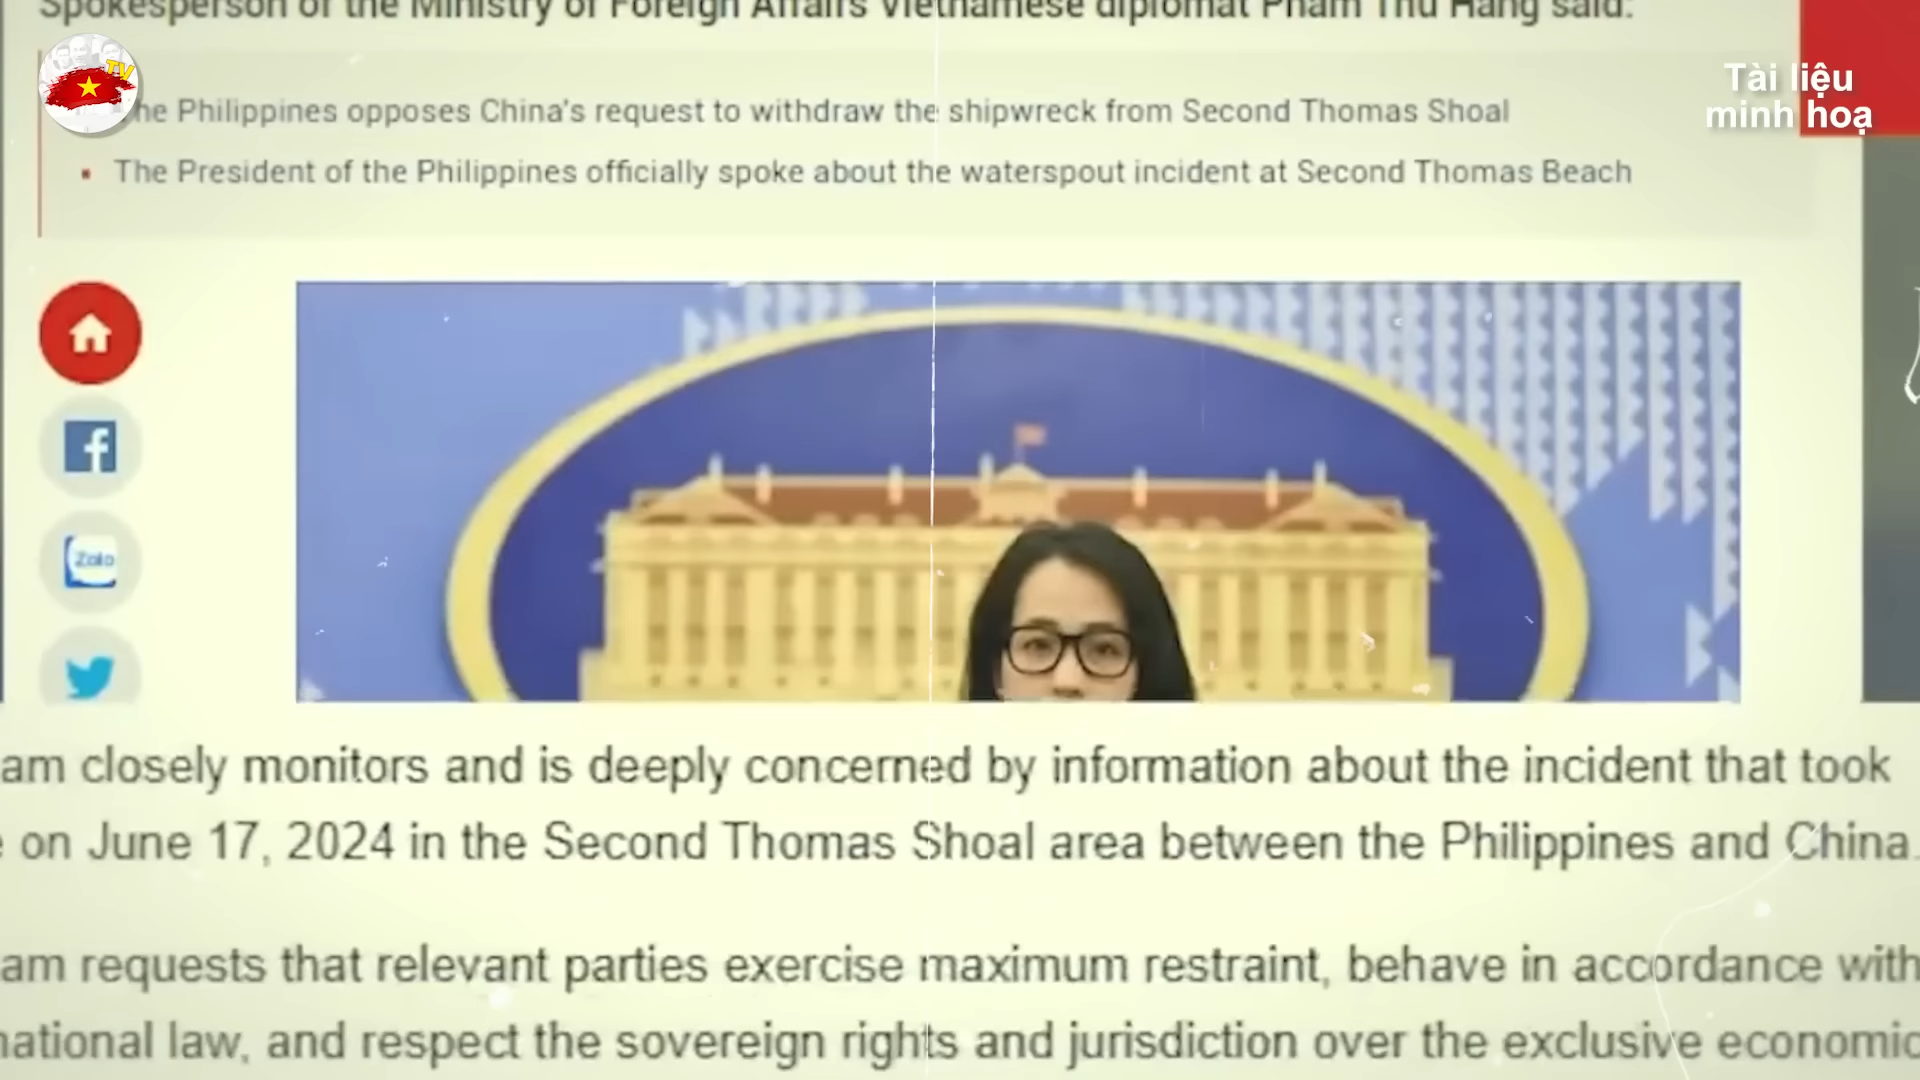 Spokesperson of the Ministry of Foreign Affairs Vietnamese diplomat Pham Thu Hang said:
TV
Tài liệu
minh hoạ
he Philippines opposes China's request to withdraw the shipwreck from Second Thomas Shoal
The President of the Philippines officially spoke about the waterspout incident at Second Thomas Beach
f
Zalo
am closely monitors and is deeply concerned by information about the incident that took
e on June 17, 2024 in the Second Thomas Shoal area between the Philippines and China.
am requests that relevant parties exercise maximum restraint, behave in accordance with
national law, and respect the sovereign rights and jurisdiction over the exclusive economic